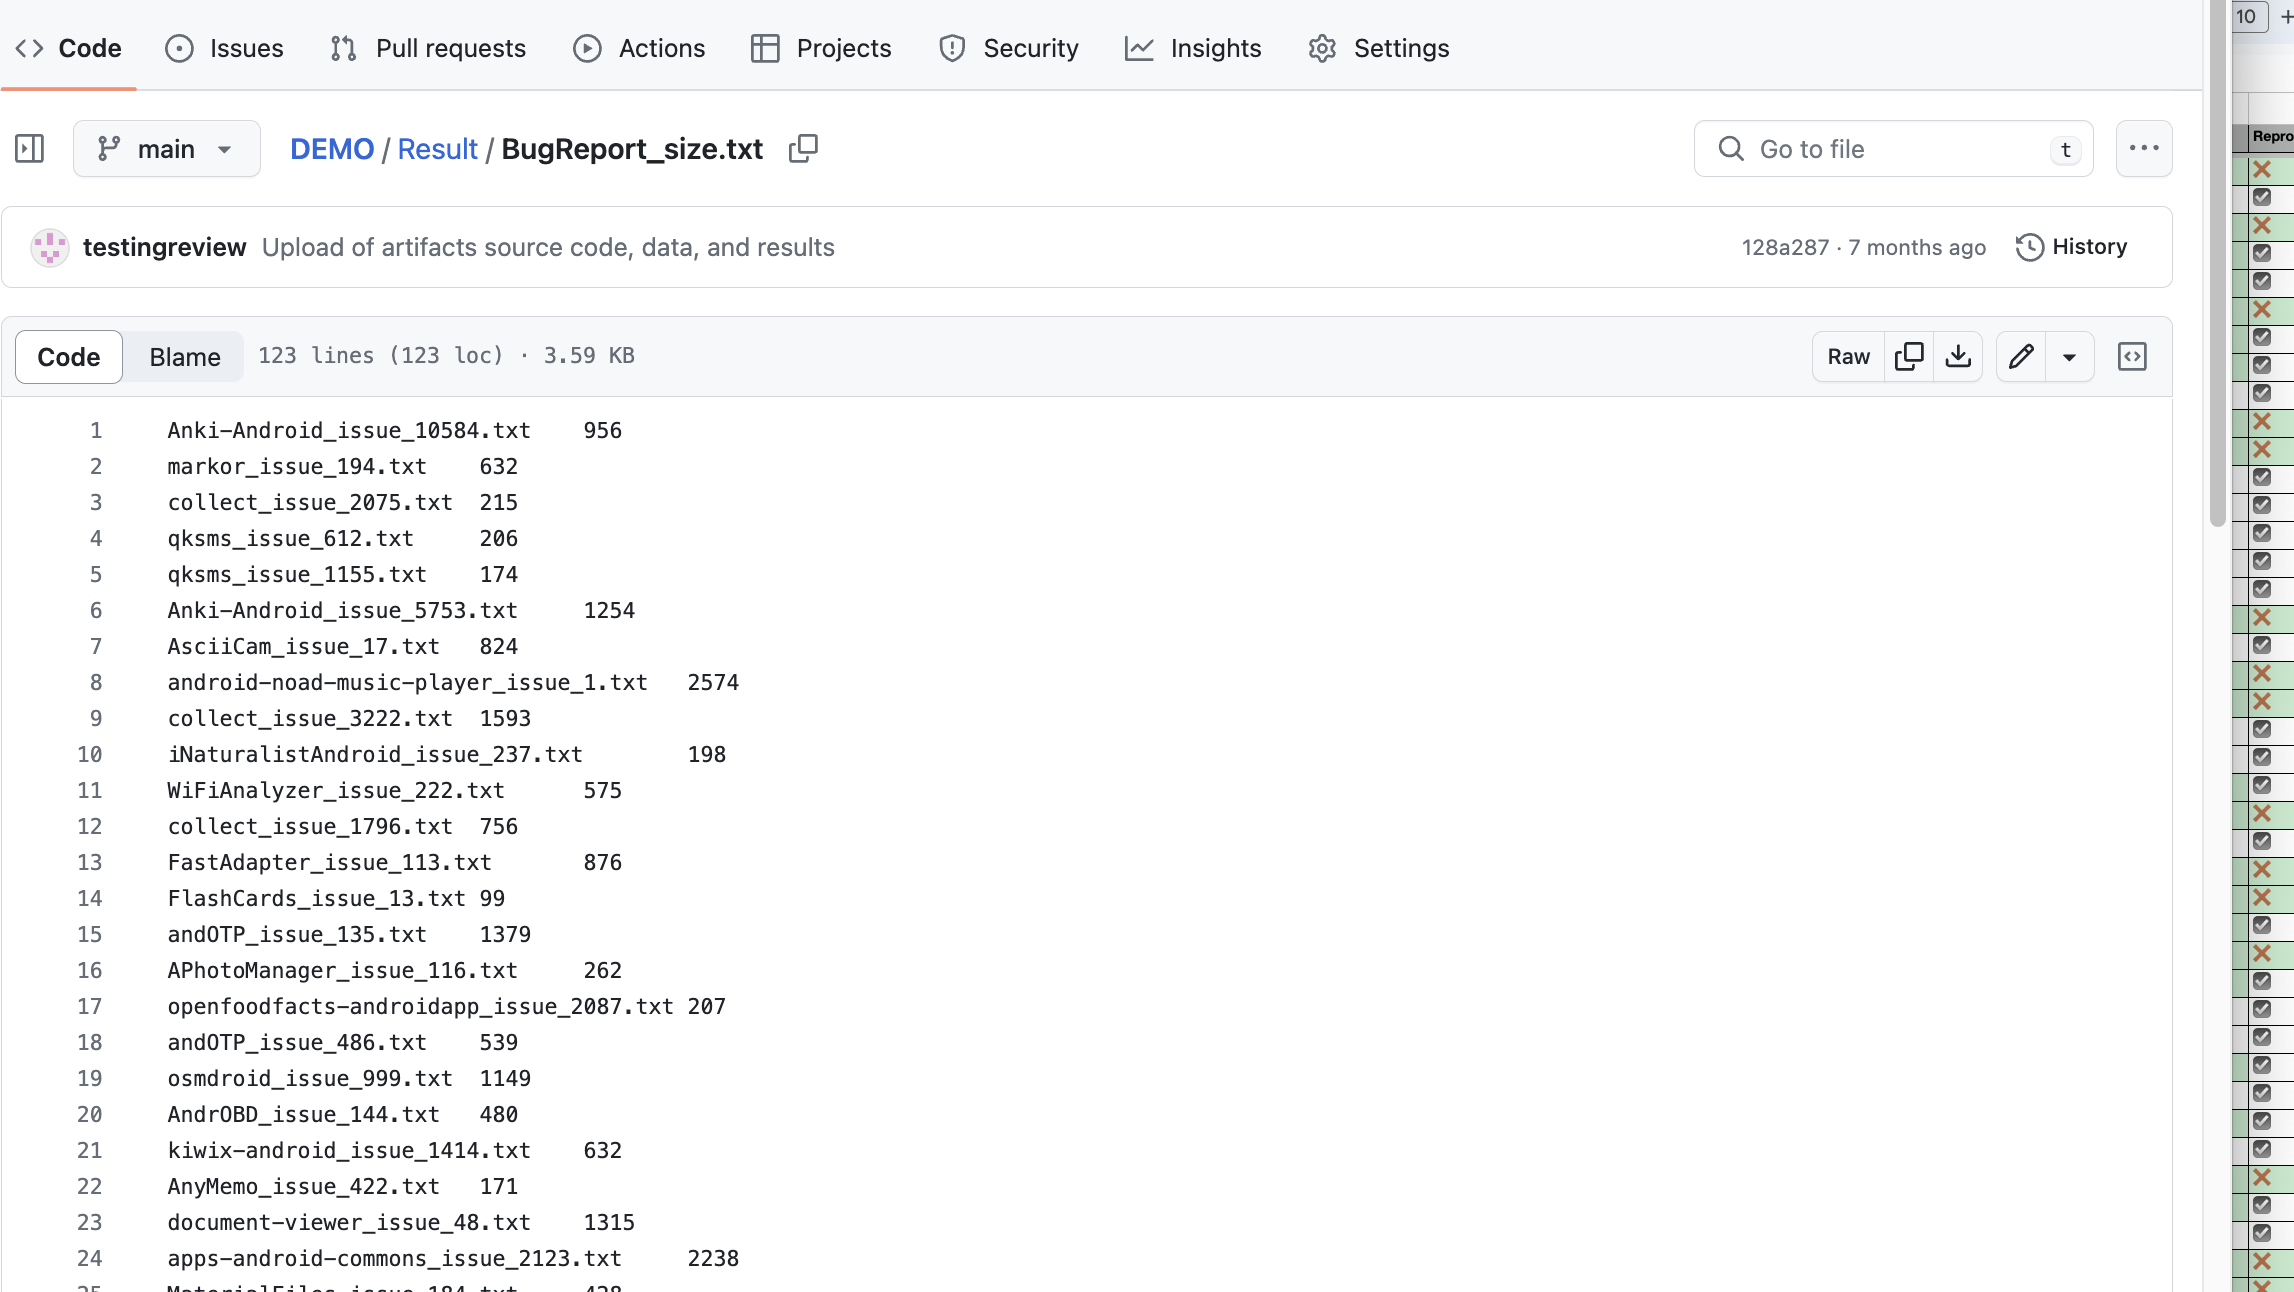 Code Issues Pull requests Actions Projects Security Insights Settings
10
main DEMO / Result / BugReport_size.txt Go to file t
Repro
testingreview Upload of artifacts source code, data, and results 128a287 · 7 months ago History
Code Blame 123 lines (123 loc) · 3.59 KB Raw
1 Anki-Android_issue_10584.txt 956
2 markor_issue_194.txt 632
3 collect_issue_2075.txt 215
4 qksms_issue_612.txt 206
5 qksms_issue_1155.txt 174
6 Anki-Android_issue_5753.txt 1254
7 AsciiCam_issue_17.txt 824
8 android-noad-music-player_issue_1.txt 2574
9 collect_issue_3222.txt 1593
10 iNaturalistAndroid_issue_237.txt 198
11 WiFiAnalyzer_issue_222.txt 575
12 collect_issue_1796.txt 756
13 FastAdapter_issue_113.txt 876
14 FlashCards_issue_13.txt 99
15 andOTP_issue_135.txt 1379
16 APhotoManager_issue_116.txt 262
17 openfoodfacts-androidapp_issue_2087.txt 207
18 andOTP_issue_486.txt 539
19 osmdroid_issue_999.txt 1149
20 AndrOBD_issue_144.txt 480
21 kiwix-android_issue_1414.txt 632
22 AnyMemo_issue_422.txt 171
23 document-viewer_issue_48.txt 1315
24 apps-android-commons_issue_2123.txt 2238
25 MaterialFiles_issue_184.txt 428